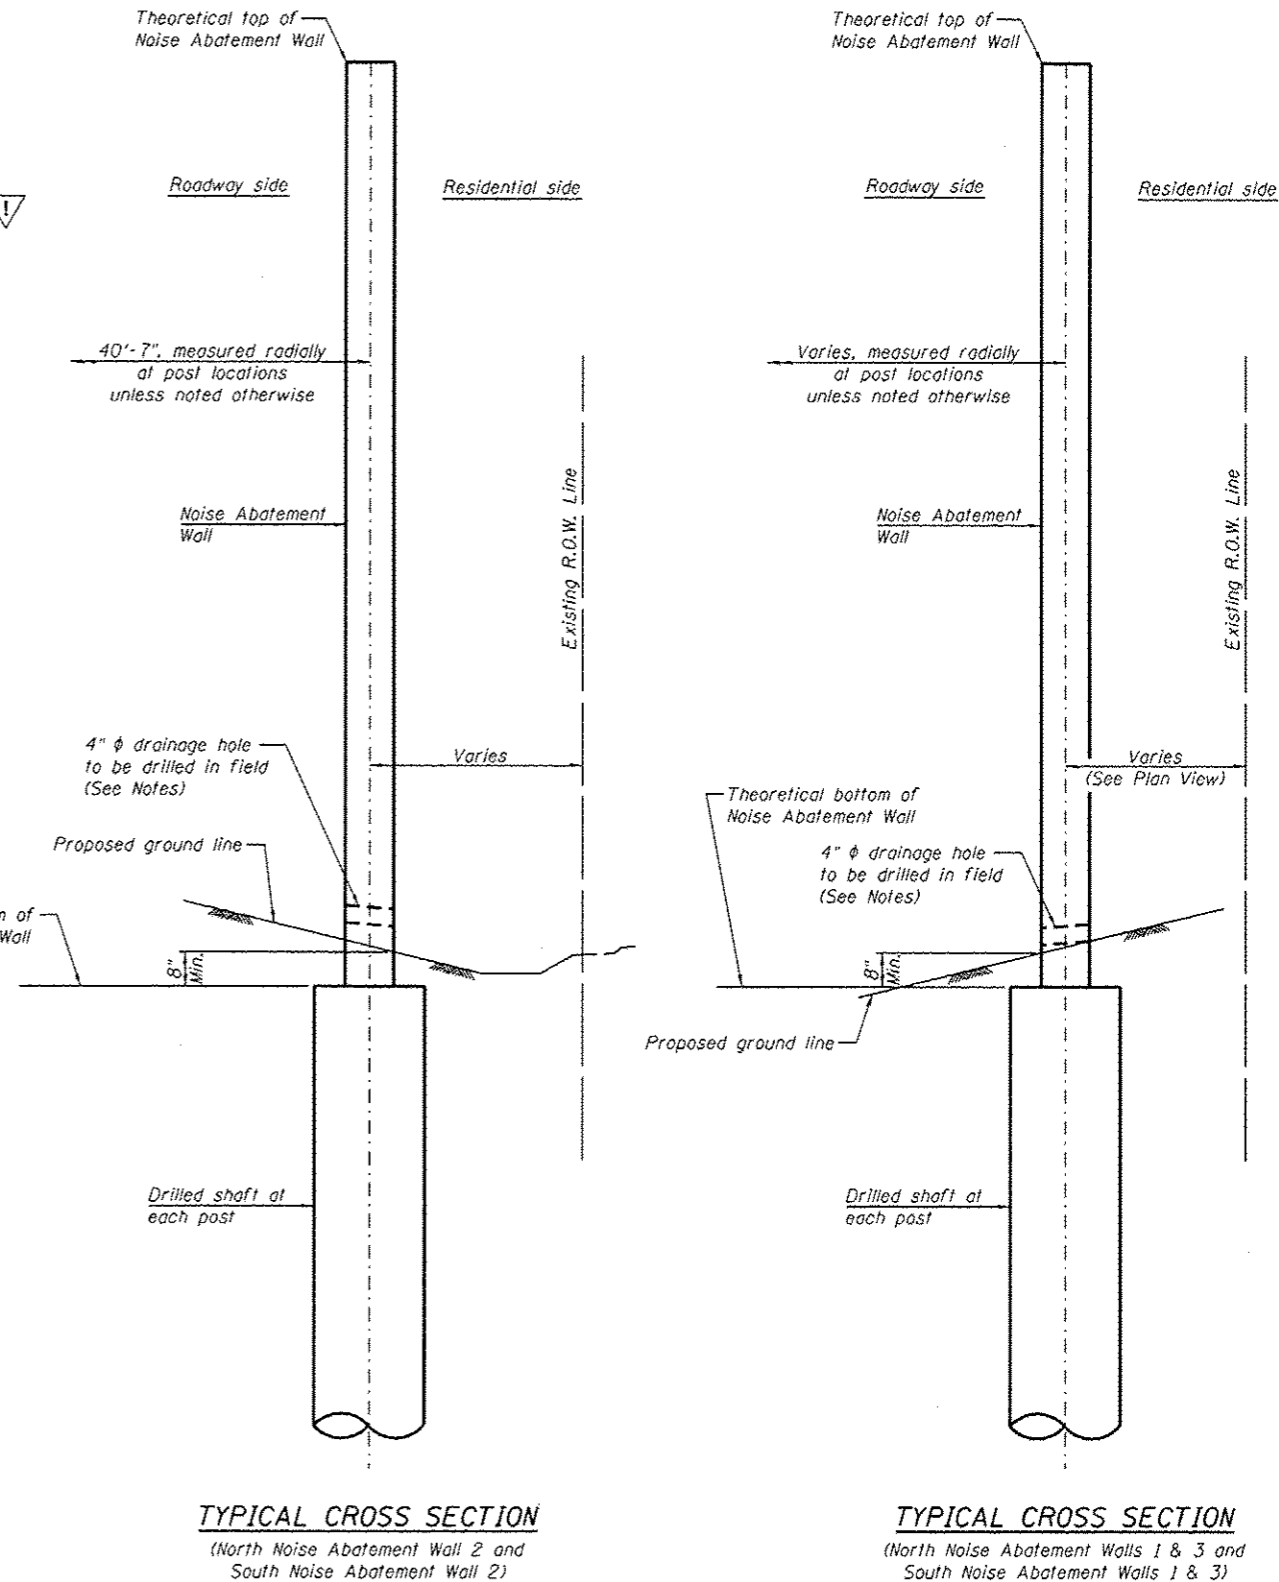 Theoretical top of
Noise Abatement Wall
Roadway side
Residential side
!
40'-7", measured radially
at post locations
unless noted otherwise
Noise Abatement
Wall
Existing R.O.W. Line
4" ϕ drainage hole
to be drilled in field
(See Notes)
Varies
Proposed ground line
of
Wall
8"
Min.
Drilled shaft at
each post
TYPICAL CROSS SECTION
(North Noise Abatement Wall 2 and
South Noise Abatement Wall 2)
Theoretical top of
Noise Abatement Wall
Roadway side
Residential side
Varies, measured radially
at post locations
unless noted otherwise
Noise Abatement
Wall
Existing R.O.W. Line
Varies
(See Plan View)
Theoretical bottom of
Noise Abatement Wall
4" ϕ drainage hole
to be drilled in field
(See Notes)
8"
Min.
Proposed ground line
Drilled shaft at
each post
TYPICAL CROSS SECTION
(North Noise Abatement Walls 1 & 3 and
South Noise Abatement Walls 1 & 3)